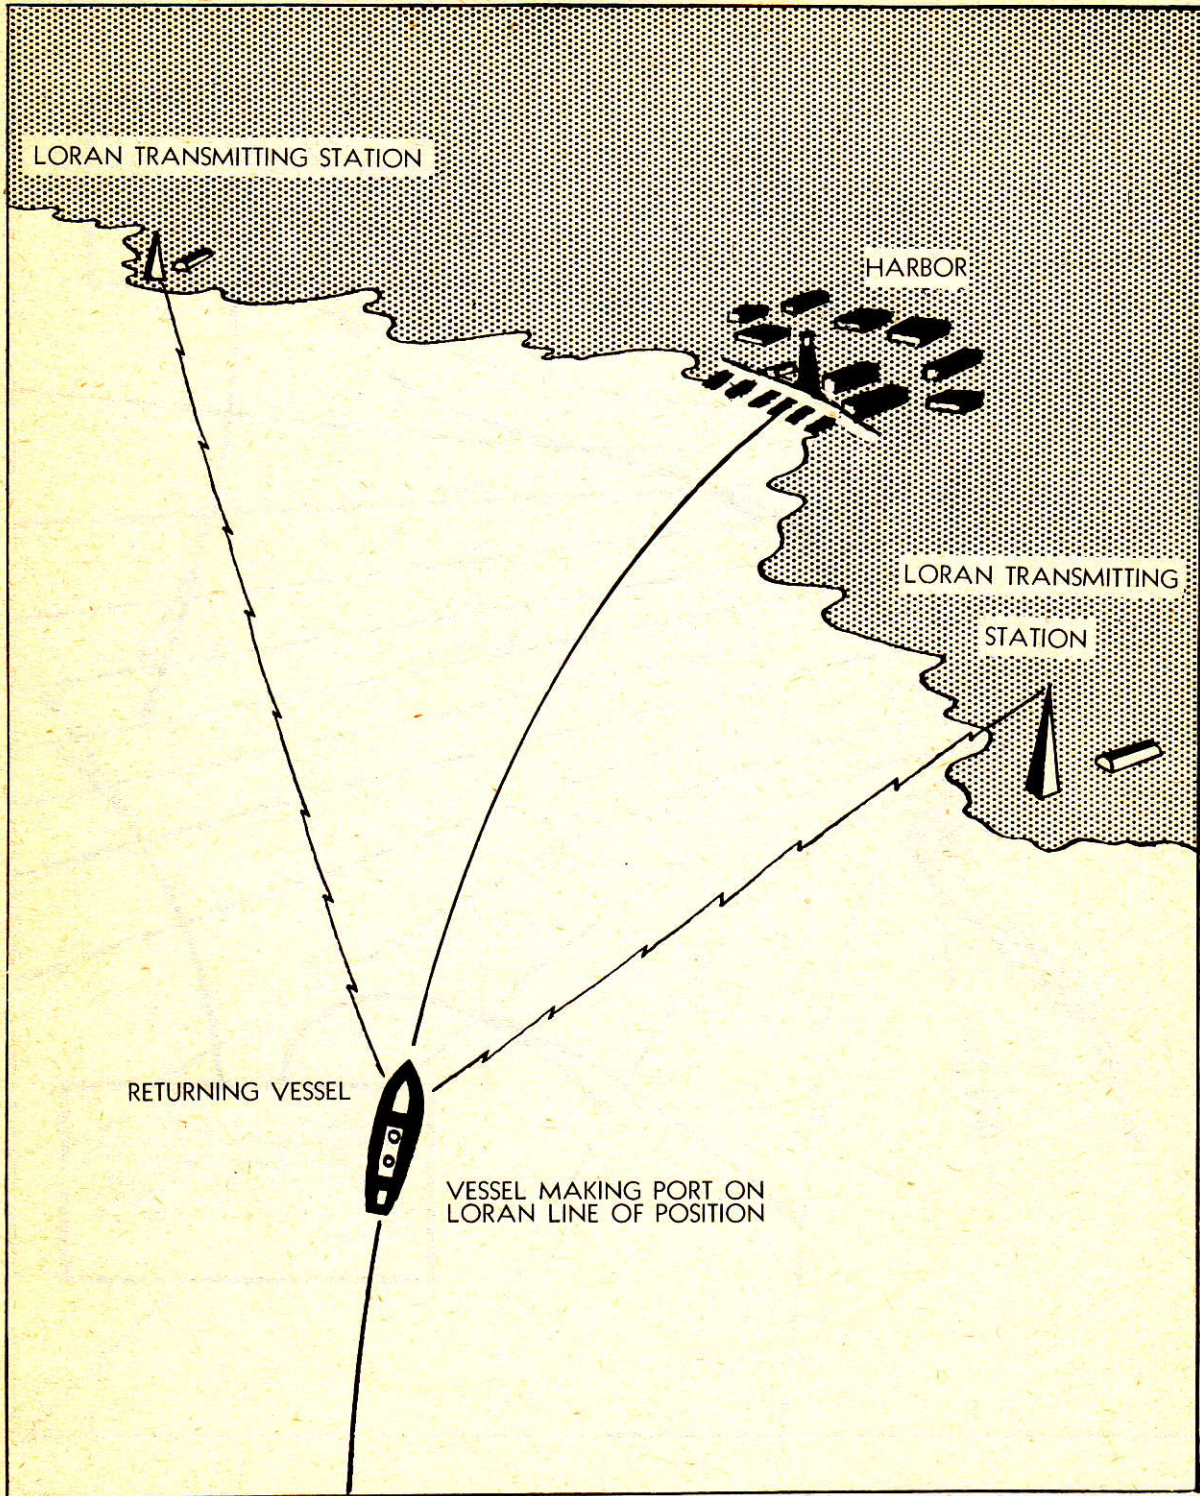 LORAN TRANSMITTING STATION
HARBOR
LORAN TRANSMITTING
STATION
RETURNING VESSEL
VESSEL MAKING PORT ON
LORAN LINE OF POSITION